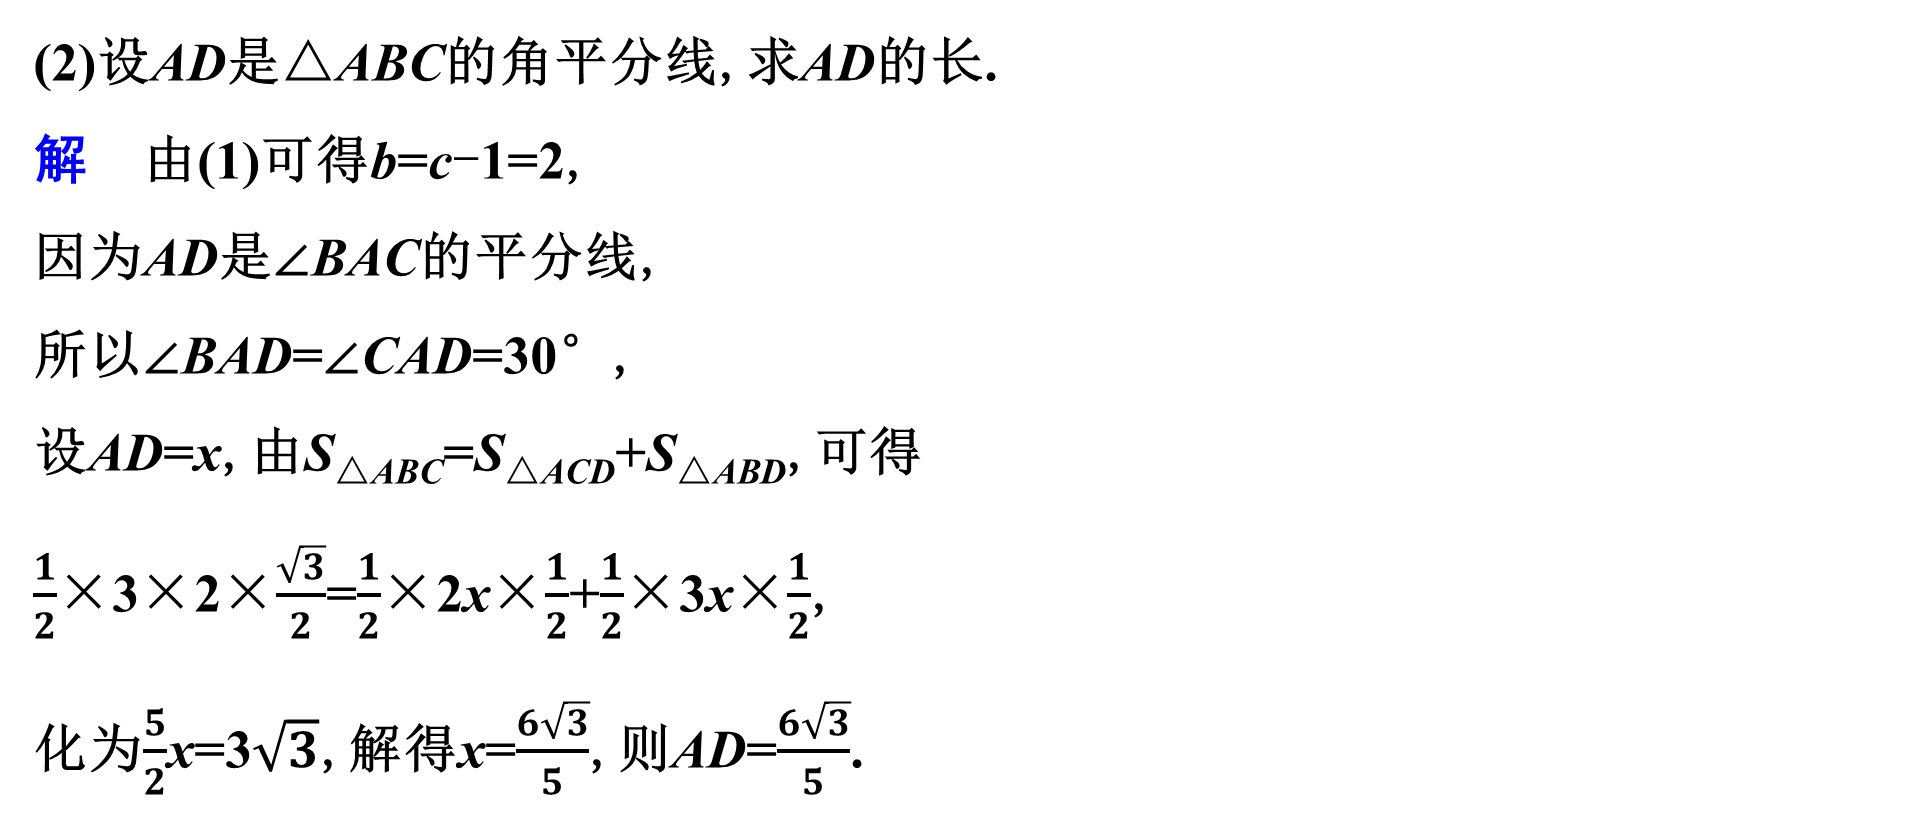 (2)设AD是△ABC的角平分线, 求AD的长.
解 由(1)可得b=c−1=2,
因为AD是∠BAC的平分线,
所以∠BAD=∠CAD=30°,
设AD=x, 由S△ABC=S△ACD+S△ABD, 可得
1/2×3×2×√3/2=1/2×2x×1/2+1/2×3x×1/2,
化为5/2x=3√3, 解得x=6√3/5, 则AD=6√3/5.